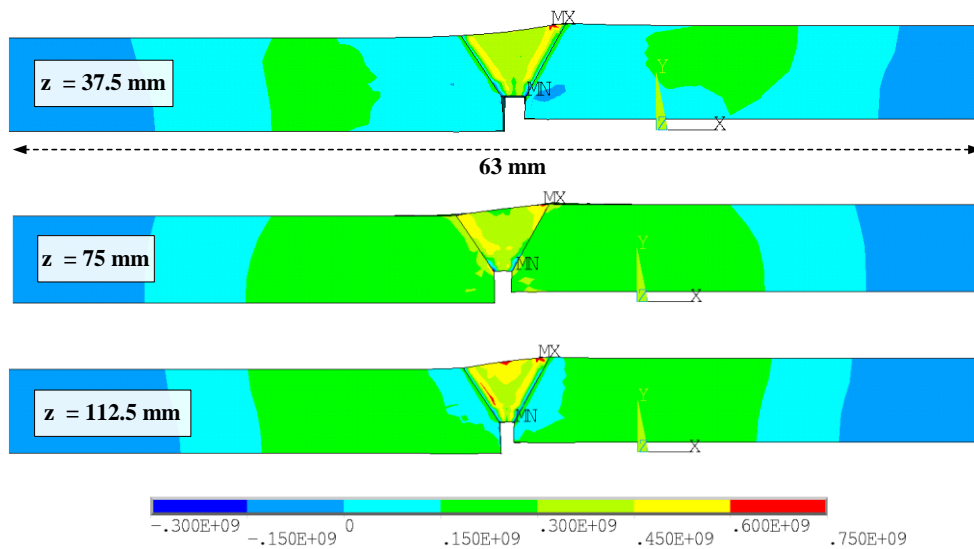 MX
Y
z = 37.5 mm
MN
Z X
63 mm
MX
Y
z = 75 mm
MN
Z X
MX
Y
z = 112.5 mm
MN
Z X
-.300E+09 0 .300E+09 .600E+09
-.150E+09 .150E+09 .450E+09 .750E+09